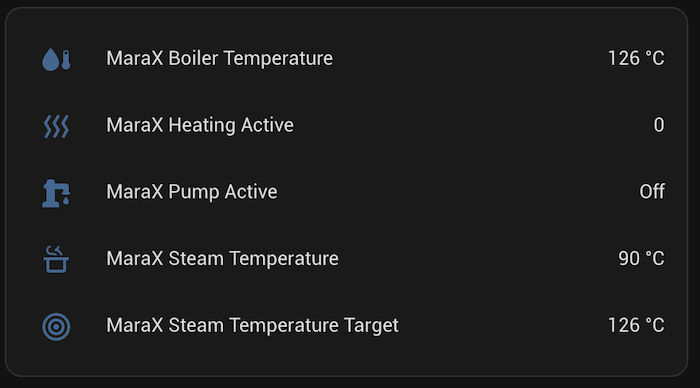 MaraX Boiler Temperature 126 °C
MaraX Heating Active 0
MaraX Pump Active Off
MaraX Steam Temperature 90 °C
MaraX Steam Temperature Target 126 °C